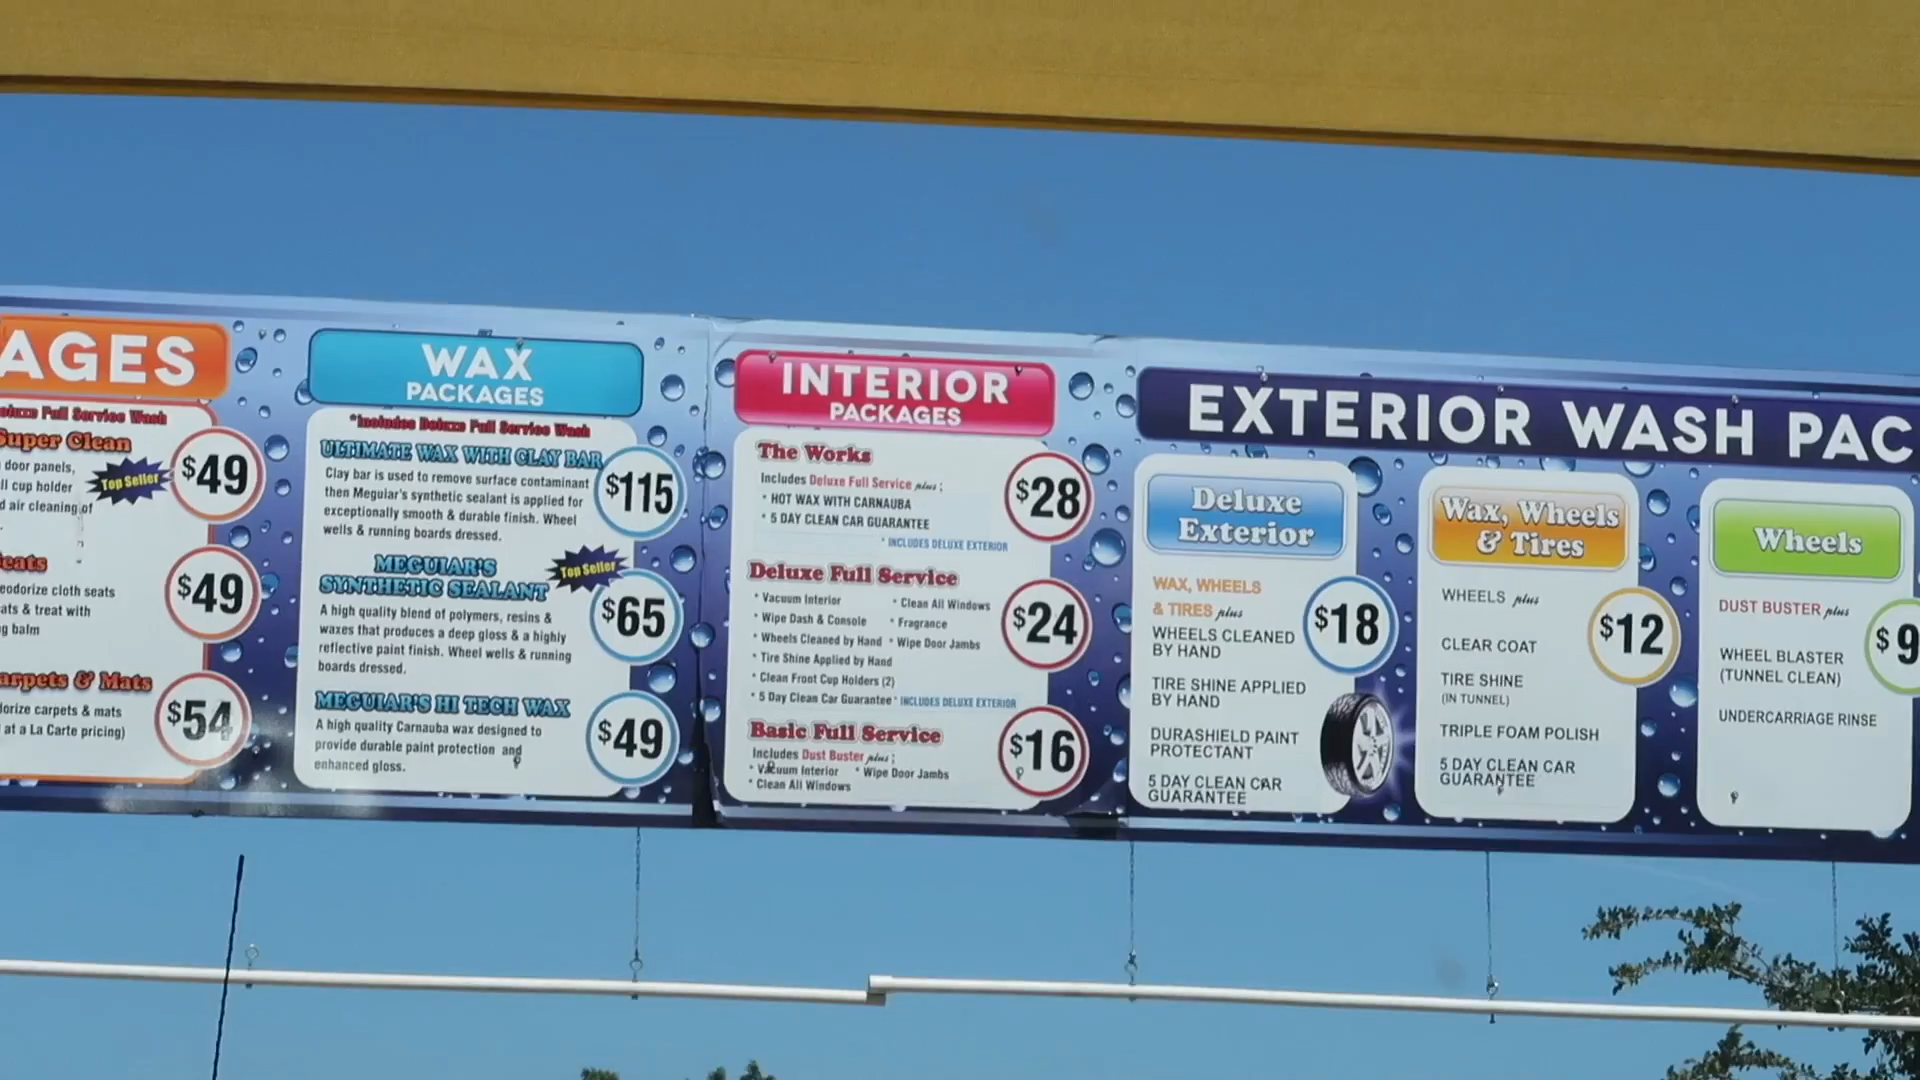 AGES
Deluxe Full Service Wash
Super Clean
door panels,
cup holder
air cleaning of
Top Seller
$49
eodorize cloth seats
ats & treat with
balm
$49
Carpets & Mats
carpets & mats
at a La Carte pricing)
$54
WAX
PACKAGES
*Includes Deluxe Full Service Wash
ULTIMATE WAX WITH CLAY BAR
Clay bar is used to remove surface contaminant
then Meguiar's synthetic sealant is applied for
exceptionally smooth & durable finish. Wheel
wells & running boards dressed.
$115
MEGUIAR'S
SYNTHETIC SEALANT
Top Seller
A high quality blend of polymers, resins &
waxes that produces a deep gloss & a highly
reflective paint finish. Wheel wells & running
boards dressed.
$65
MEGUIAR'S HI TECH WAX
A high quality Carnauba wax designed to
provide durable paint protection and
enhanced gloss.
$49
INTERIOR
PACKAGES
The Works
Includes Deluxe Full Service plus;
* HOT WAX WITH CARNAUBA
* 5 DAY CLEAN CAR GUARANTEE
* INCLUDES DELUXE EXTERIOR
$28
Deluxe Full Service
* Vacuum Interior * Clean All Windows
* Wipe Dash & Console * Fragrance
* Wheels Cleaned by Hand * Wipe Door Jambs
* Tire Shine Applied by Hand
* Clean Front Cup Holders (2)
* 5 Day Clean Car Guarantee * INCLUDES DELUXE EXTERIOR
$24
Basic Full Service
Includes Dust Buster plus;
* Vacuum Interior * Wipe Door Jambs
* Clean All Windows
$16
EXTERIOR WASH PAC
Deluxe
Exterior
WAX, WHEELS
& TIRES plus
WHEELS CLEANED
BY HAND
TIRE SHINE APPLIED
BY HAND
DURASHIELD PAINT
PROTECTANT
5 DAY CLEAN CAR
GUARANTEE
$18
Wax, Wheels
& Tires
WHEELS plus
CLEAR COAT
TIRE SHINE
(IN TUNNEL)
TRIPLE FOAM POLISH
5 DAY CLEAN CAR
GUARANTEE
$12
Wheels
DUST BUSTER plus
WHEEL BLASTER
(TUNNEL CLEAN)
UNDERCARRIAGE RINSE
$9